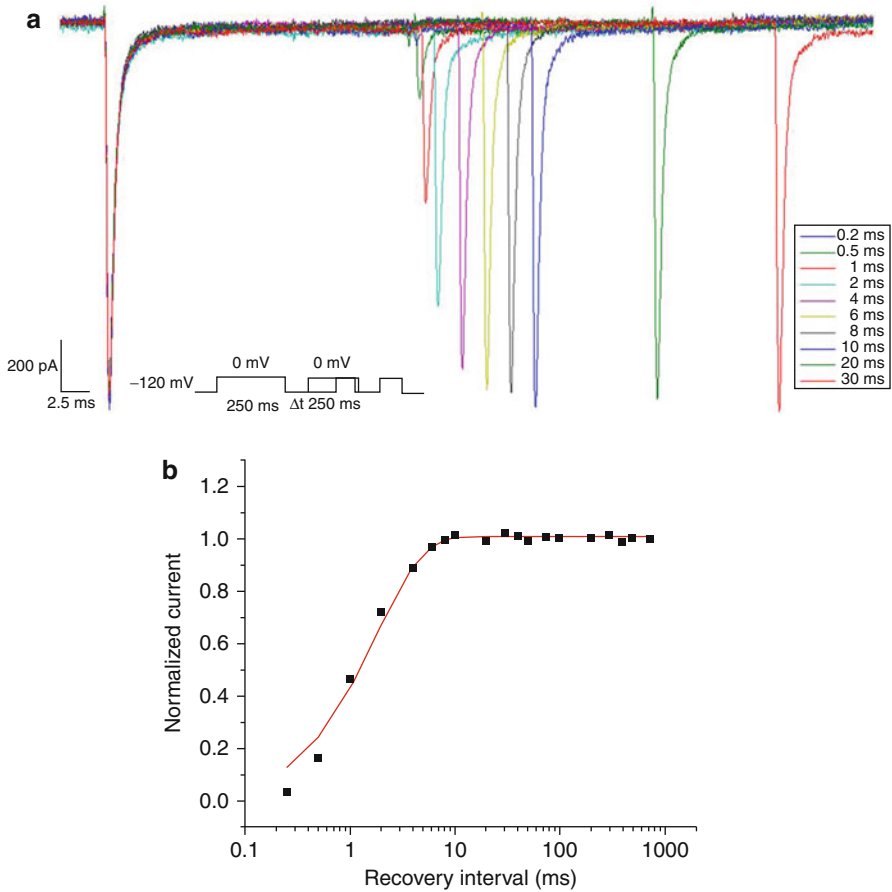 a
0.2 ms
0.5 ms
1 ms
2 ms
4 ms
6 ms
8 ms
10 ms
20 ms
30 ms
200 pA
2.5 ms
−120 mV
0 mV
0 mV
250 ms
Δt 250 ms
b
Normalized current
1.2
1.0
0.8
0.6
0.4
0.2
0.0
0.1
1
10
100
1000
Recovery interval (ms)